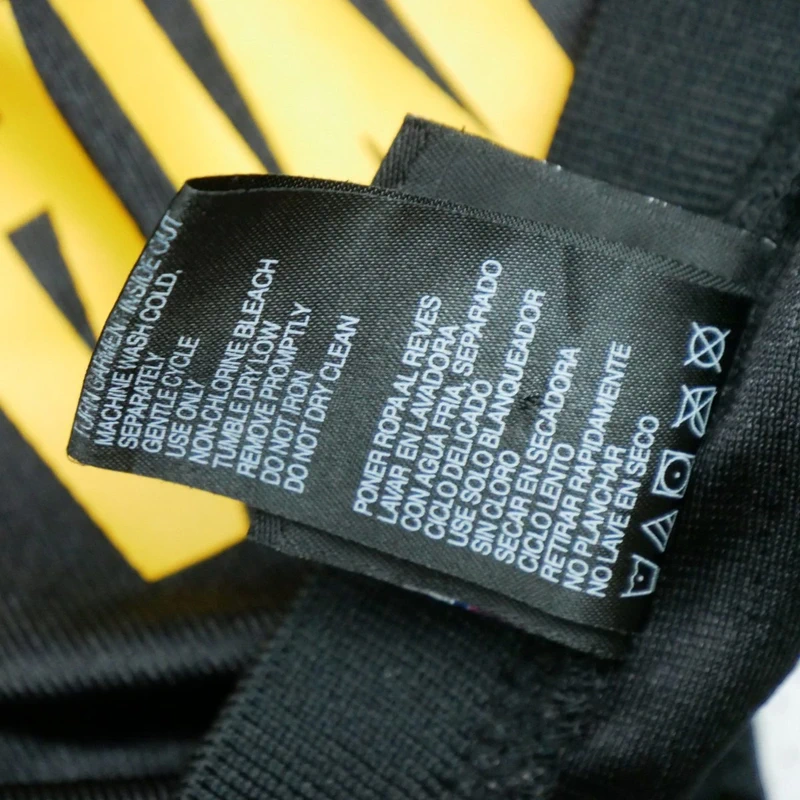 TURN GARMENT INSIDE OUT
MACHINE WASH COLD,
SEPARATELY
GENTLE CYCLE
USE ONLY
NON-CHLORINE BLEACH
TUMBLE DRY LOW
REMOVE PROMPTLY
DO NOT IRON
DO NOT DRY CLEAN
PONER ROPA AL REVES
LAVAR EN LAVADORA
CON AGUA FRIA, SEPARADO
CICLO DELICADO
USE SOLO BLANQUEADOR
SIN CLORO
SECAR EN SECADORA
CICLO LENTO
RETIRAR RAPIDAMENTE
NO PLANCHAR
NO LAVE EN SECO